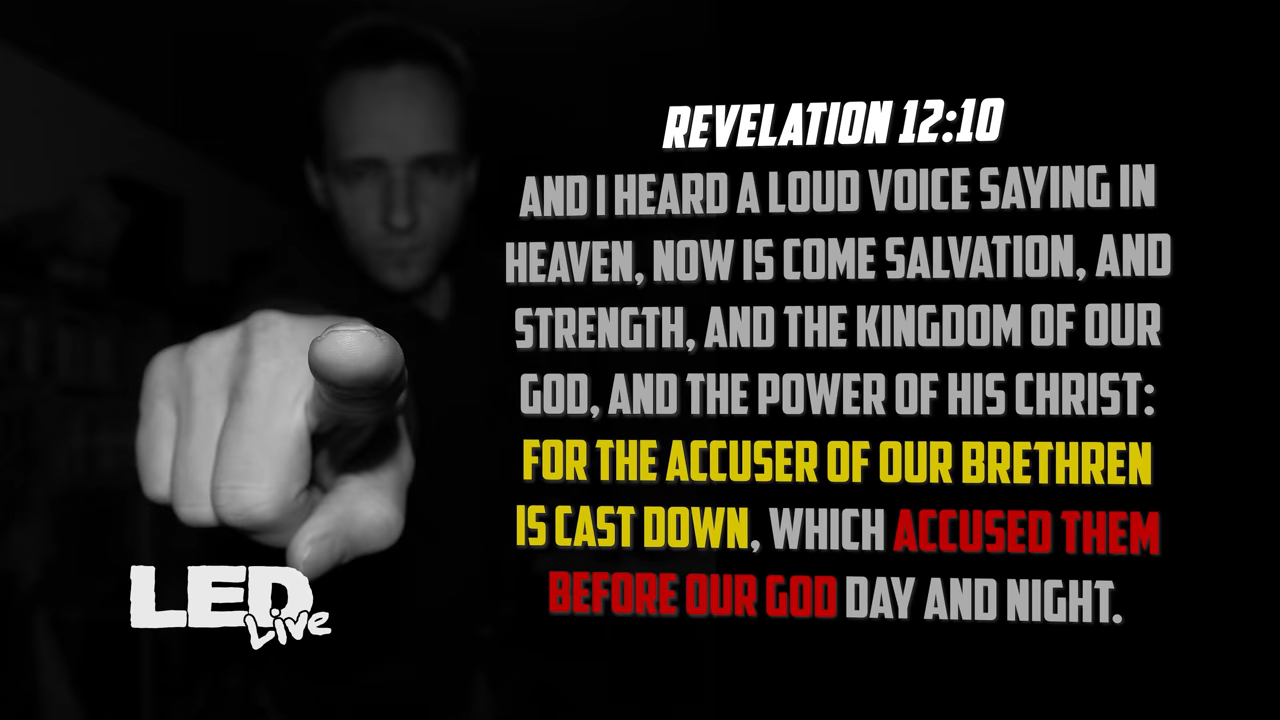 REVELATION 12:10
AND I HEARD A LOUD VOICE SAYING IN
HEAVEN, NOW IS COME SALVATION, AND
STRENGTH, AND THE KINGDOM OF OUR
GOD, AND THE POWER OF HIS CHRIST:
FOR THE ACCUSER OF OUR BRETHREN
IS CAST DOWN, WHICH ACCUSED THEM
BEFORE OUR GOD DAY AND NIGHT.
LED
Live